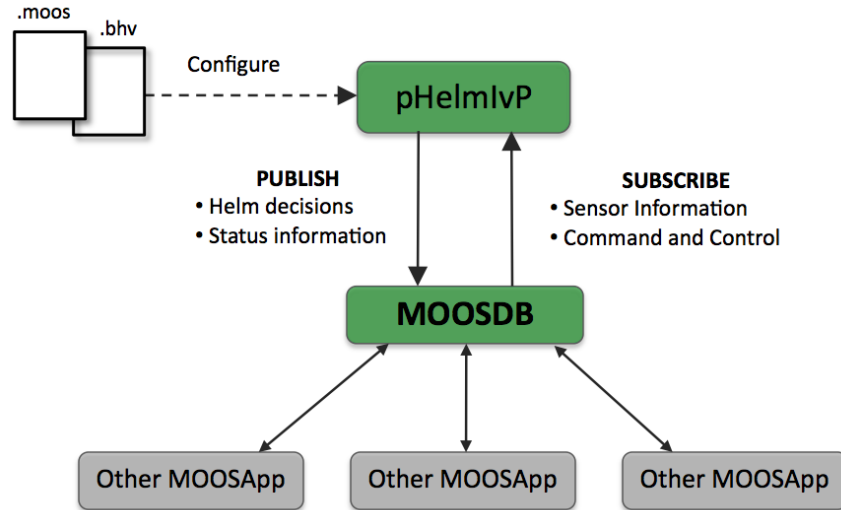 .moos
.bhv
Configure
pHelmIvP
PUBLISH
• Helm decisions
• Status information
SUBSCRIBE
• Sensor Information
• Command and Control
MOOSDB
Other MOOSApp
Other MOOSApp
Other MOOSApp